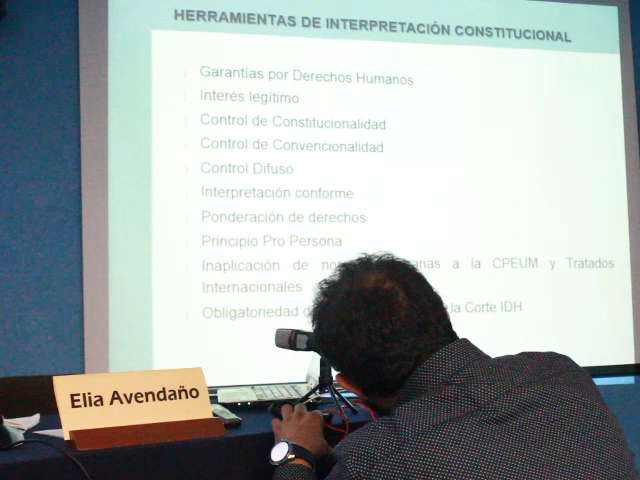 HERRAMIENTAS DE INTERPRETACIÓN CONSTITUCIONAL
Garantías por Derechos Humanos
Interés legítimo
Control de Constitucionalidad
Control de Convencionalidad
Control Difuso
Interpretación conforme
Ponderación de derechos
Principio Pro Persona
Inaplicación de a la CPEUM y Tratados
Internacionales
Obligatoriedad la Corte IDH
Elia Avendaño